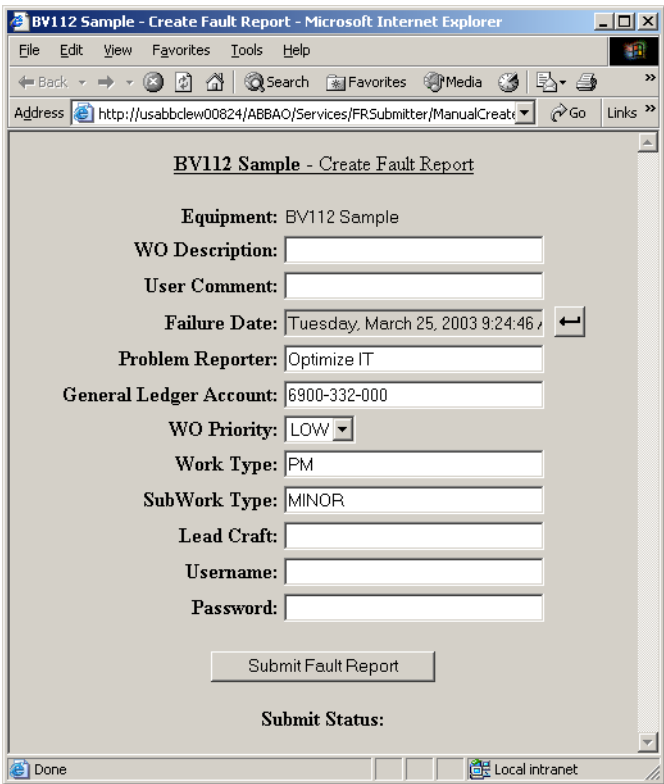 BV112 Sample - Create Fault Report - Microsoft Internet Explorer
File Edit View Favorites Tools Help
Back Search Favorites Media »
Address http://usabbclew00824/ABBAO/Services/FRSubmitter/ManualCreate Go Links »
BV112 Sample - Create Fault Report
Equipment: BV112 Sample
WO Description:
User Comment:
Failure Date: Tuesday, March 25, 2003 9:24:46
Problem Reporter: Optimize IT
General Ledger Account: 6900-332-000
WO Priority: LOW
Work Type: PM
SubWork Type: MINOR
Lead Craft:
Username:
Password:
Submit Fault Report
Submit Status:
Done Local intranet